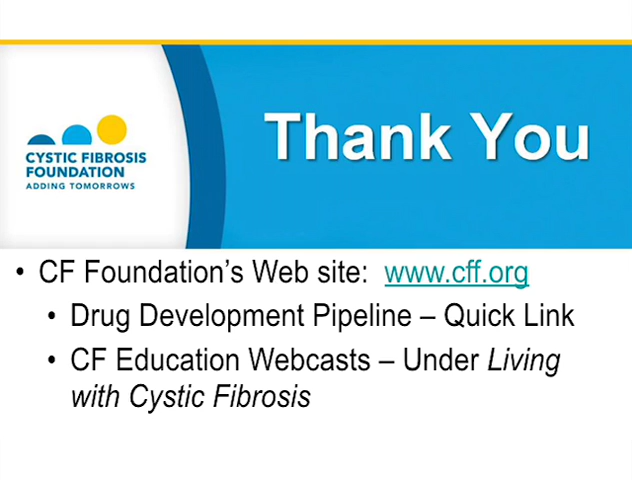 CYSTIC FIBROSIS
FOUNDATION
ADDING TOMORROWS
Thank You
• CF Foundation’s Web site: www.cff.org
• Drug Development Pipeline – Quick Link
• CF Education Webcasts – Under Living
with Cystic Fibrosis